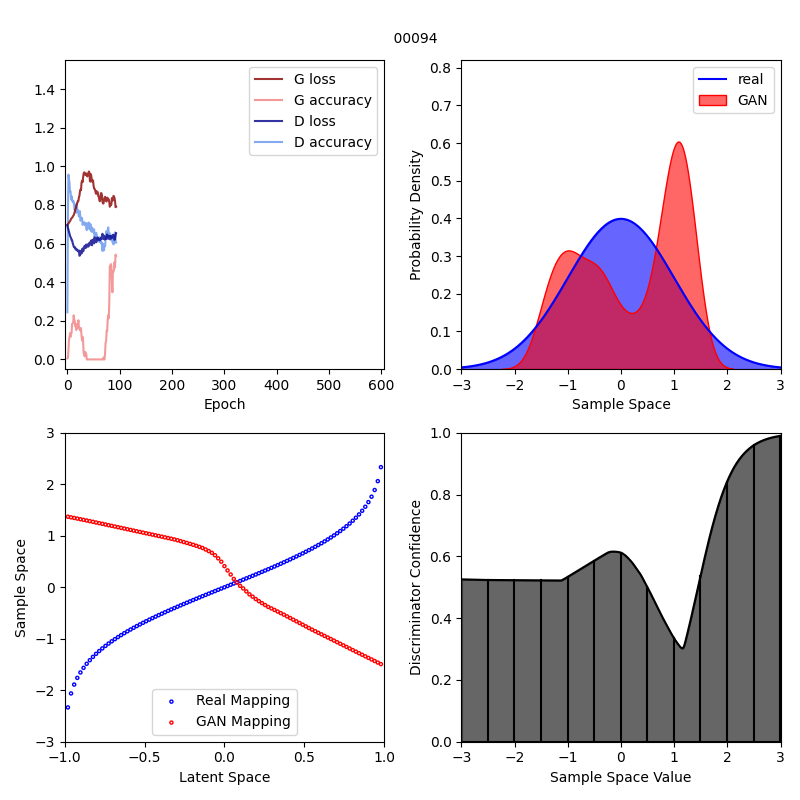 00094
G loss
G accuracy
D loss
D accuracy
1.4
1.2
1.0
0.8
0.6
0.4
0.2
0.0
0 100 200 300 400 500 600
Epoch
real
GAN
Probability Density
0.8
0.7
0.6
0.5
0.4
0.3
0.2
0.1
0.0
−3 −2 −1 0 1 2 3
Sample Space
Sample Space
3
2
1
0
−1
−2
−3
Real Mapping
GAN Mapping
−1.0 −0.5 0.0 0.5 1.0
Latent Space
Discriminator Confidence
1.0
0.8
0.6
0.4
0.2
0.0
−3 −2 −1 0 1 2 3
Sample Space Value